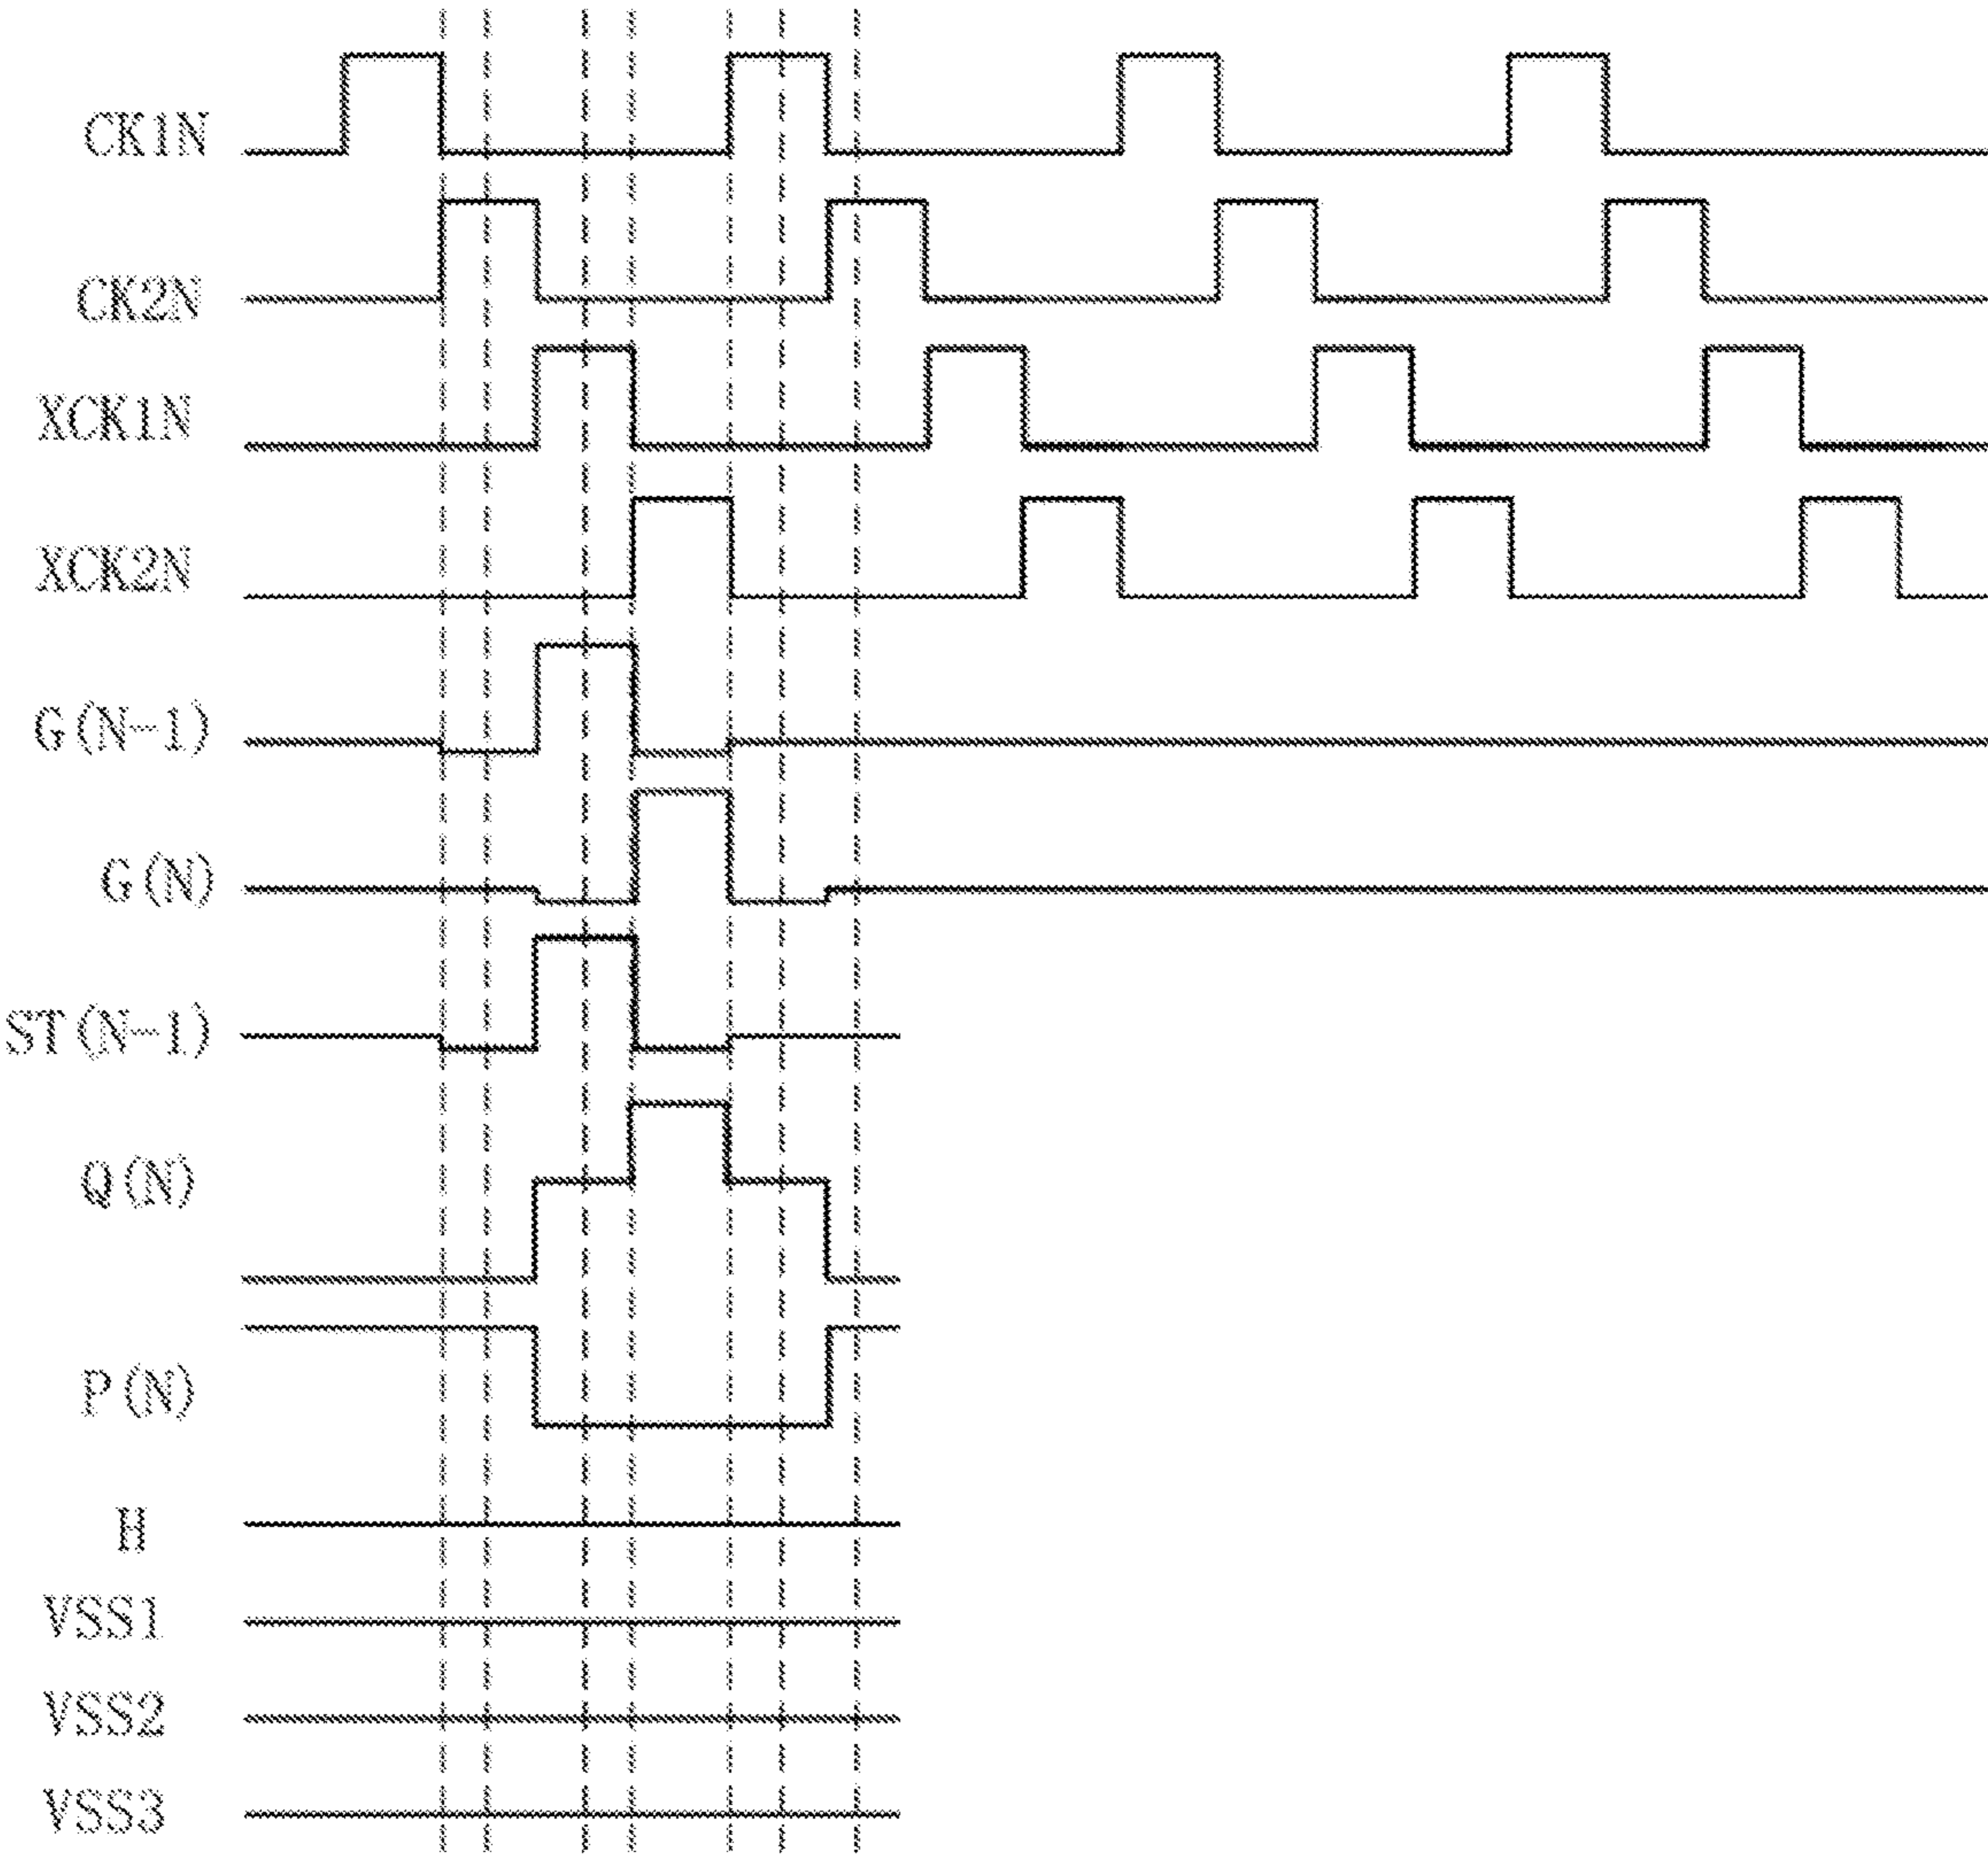 CK1N
CK2N
XCK1N
XCK2N
G(N-1)
G(N)
ST(N-1)
Q(N)
P(N)
H
VSS1
VSS2
VSS3